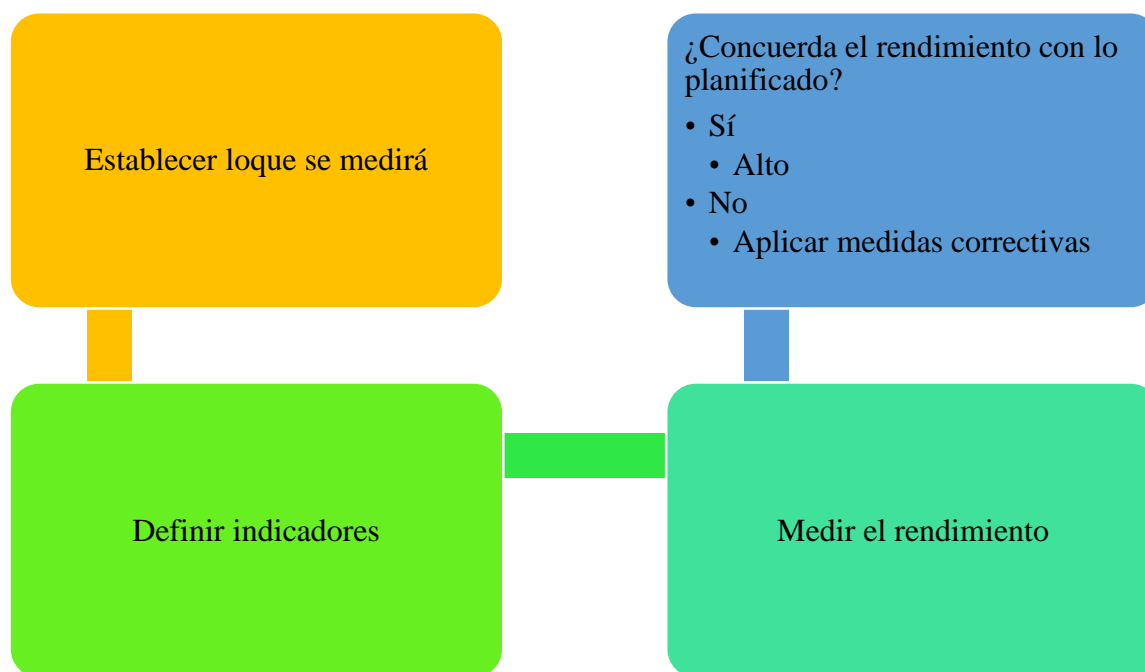 Establecer loque se medirá
Definir indicadores
Medir el rendimiento
¿Concuerda el rendimiento con lo
planificado?
• Sí
• Alto
• No
• Aplicar medidas correctivas